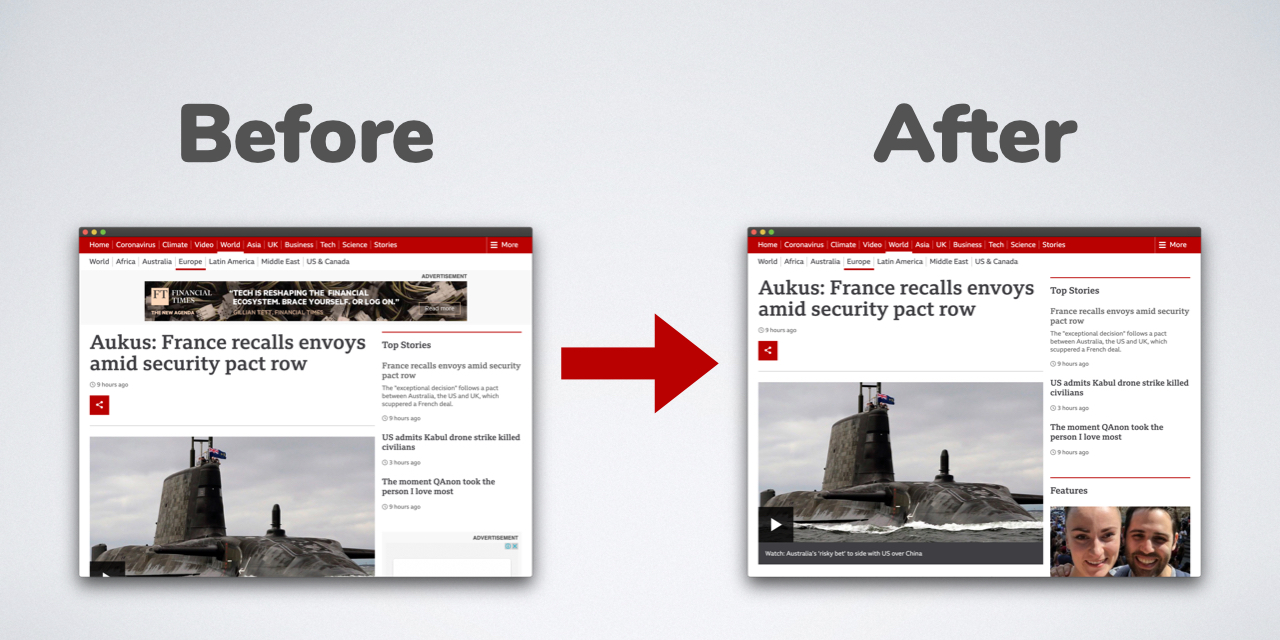 Before
After
Home Coronavirus Climate Video World Asia UK Business Tech Science Stories More
World Africa Australia Europe Latin America Middle East US & Canada
ADVERTISEMENT
FT FINANCIAL TIMES
THE NEW AGENDA
"TECH IS RESHAPING THE FINANCIAL
ECOSYSTEM. BRACE YOURSELF. OR LOG ON."
GILLIAN TETT, FINANCIAL TIMES
Read more
Aukus: France recalls envoys
amid security pact row
9 hours ago
Top Stories
France recalls envoys amid security
pact row
The "exceptional decision" follows a pact
between Australia, the US and UK, which
scuppered a French deal.
9 hours ago
US admits Kabul drone strike killed
civilians
3 hours ago
The moment QAnon took the
person I love most
9 hours ago
ADVERTISEMENT
Home Coronavirus Climate Video World Asia UK Business Tech Science Stories More
World Africa Australia Europe Latin America Middle East US & Canada
Aukus: France recalls envoys
amid security pact row
9 hours ago
Watch: Australia's 'risky bet' to side with US over China
Top Stories
France recalls envoys amid security
pact row
The "exceptional decision" follows a pact
between Australia, the US and UK, which
scuppered a French deal.
9 hours ago
US admits Kabul drone strike killed
civilians
3 hours ago
The moment QAnon took the
person I love most
9 hours ago
Features